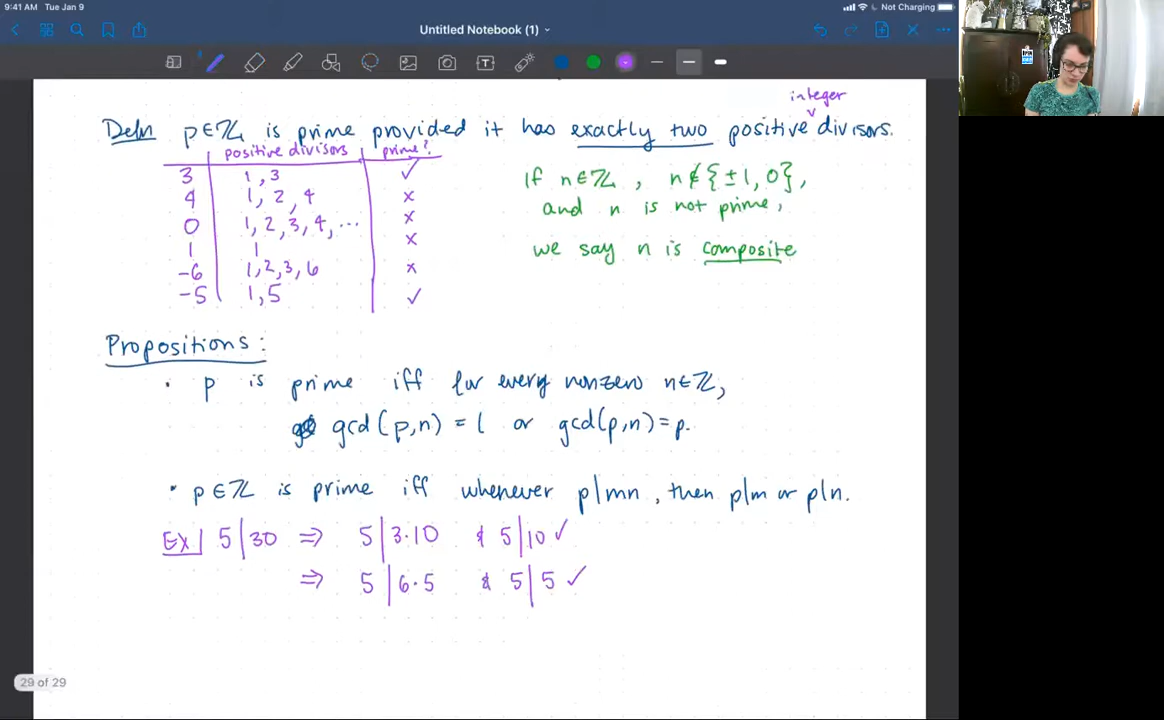 9:41 AM Tue Jan 9
Not Charging
Untitled Notebook (1)
integer
Defn p∈ℤ is prime provided it has exactly two positive divisors.
positive divisors prime?
3 1, 3 ✓
4 1, 2, 4 ×
0 1, 2, 3, 4, ... ×
1 1 ×
-6 1, 2, 3, 6 ×
-5 1, 5 ✓
If n∈ℤ, n∉{±1, 0},
and n is not prime,
we say n is composite
Propositions:
• p is prime iff for every nonzero n∈ℤ,
gcd(p,n) = 1 or gcd(p,n)=p.
• p∈ℤ is prime iff whenever p|mn, then p|m or p|n.
Ex| 5|30 ⇒ 5|3·10 & 5|10 ✓
⇒ 5|6·5 & 5|5 ✓
29 of 29